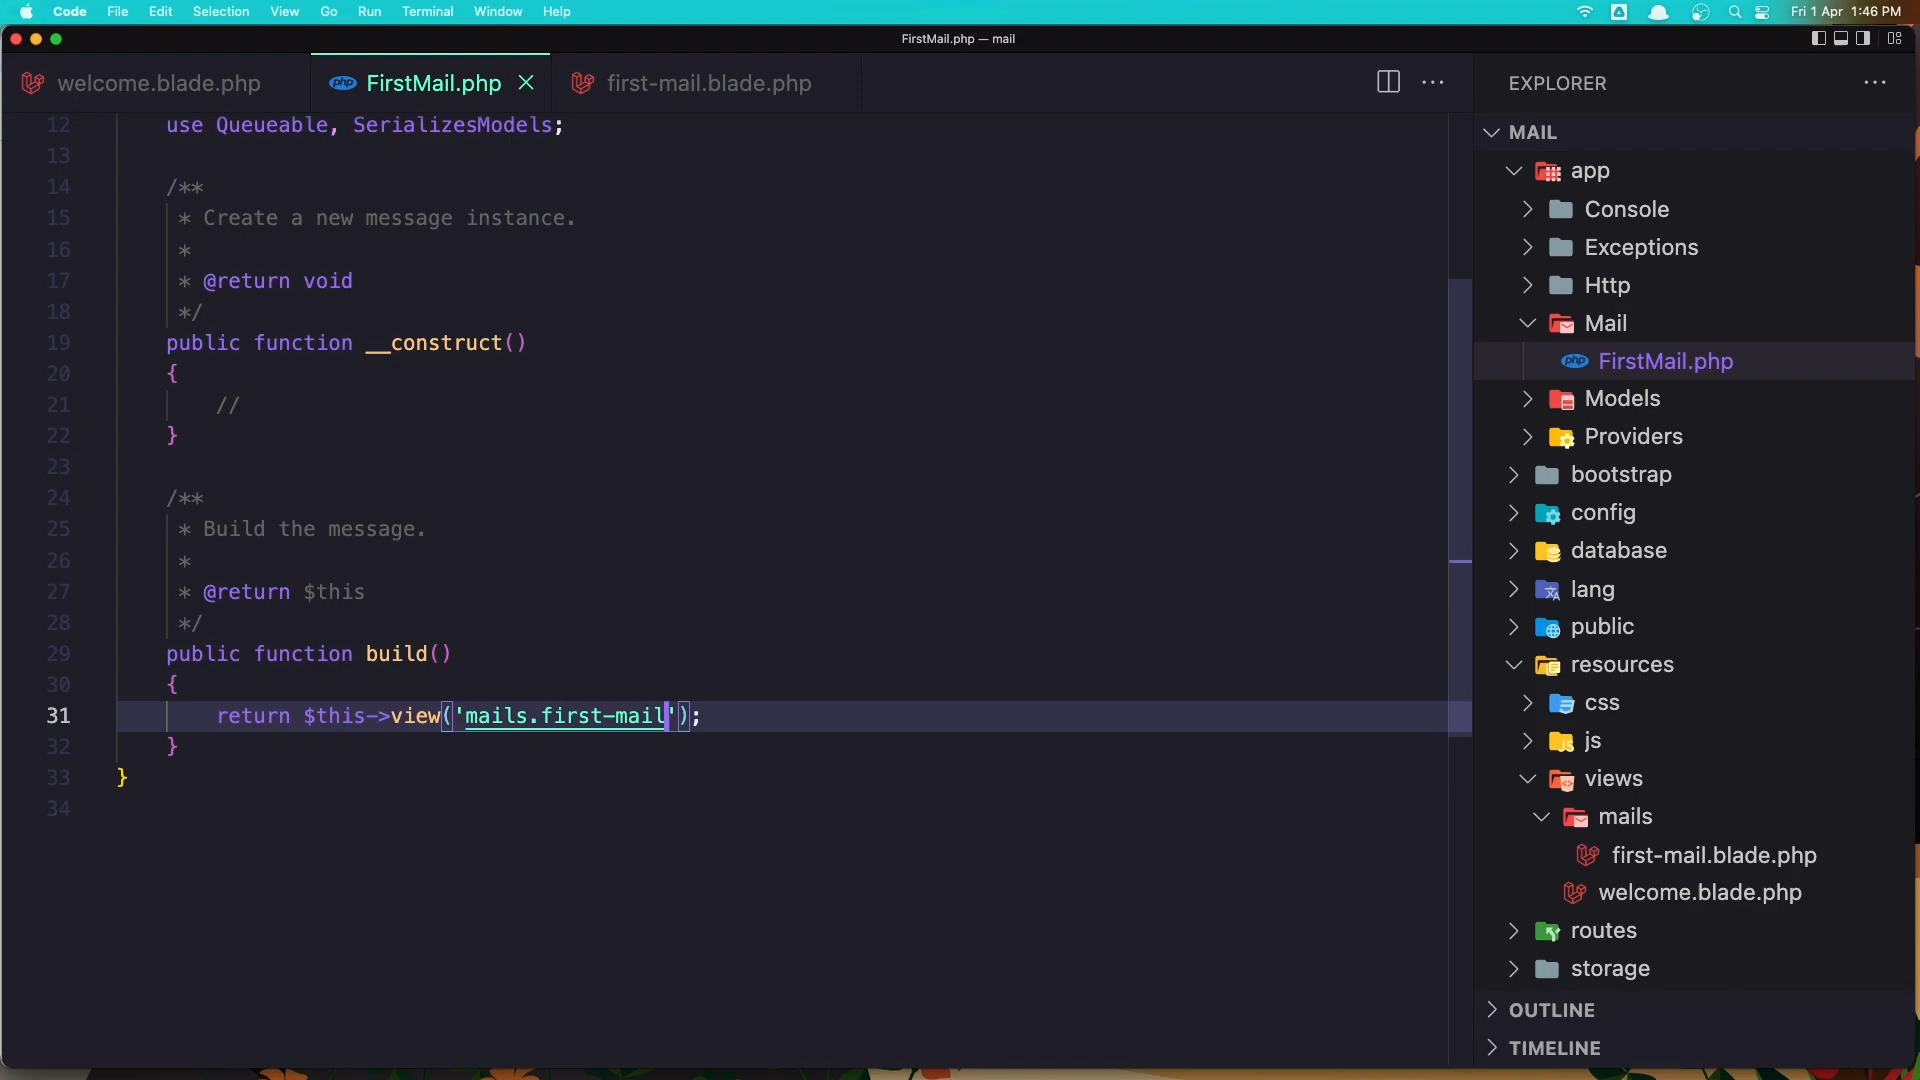 Code File Edit Selection View Go Run Terminal Window Help Fri 1 Apr 1:46 PM
FirstMail.php — mail
welcome.blade.php
php FirstMail.php
first-mail.blade.php
12 use Queueable, SerializesModels;
13
14 /**
15 * Create a new message instance.
16 *
17 * @return void
18 */
19 public function __construct()
20 {
21 //
22 }
23
24 /**
25 * Build the message.
26 *
27 * @return $this
28 */
29 public function build()
30 {
31 return $this->view('mails.first-mail');
32 }
33 }
34
EXPLORER
MAIL
app
Console
Exceptions
Http
Mail
php FirstMail.php
Models
Providers
bootstrap
config
database
lang
public
resources
css
JS js
views
mails
first-mail.blade.php
welcome.blade.php
routes
storage
OUTLINE
TIMELINE